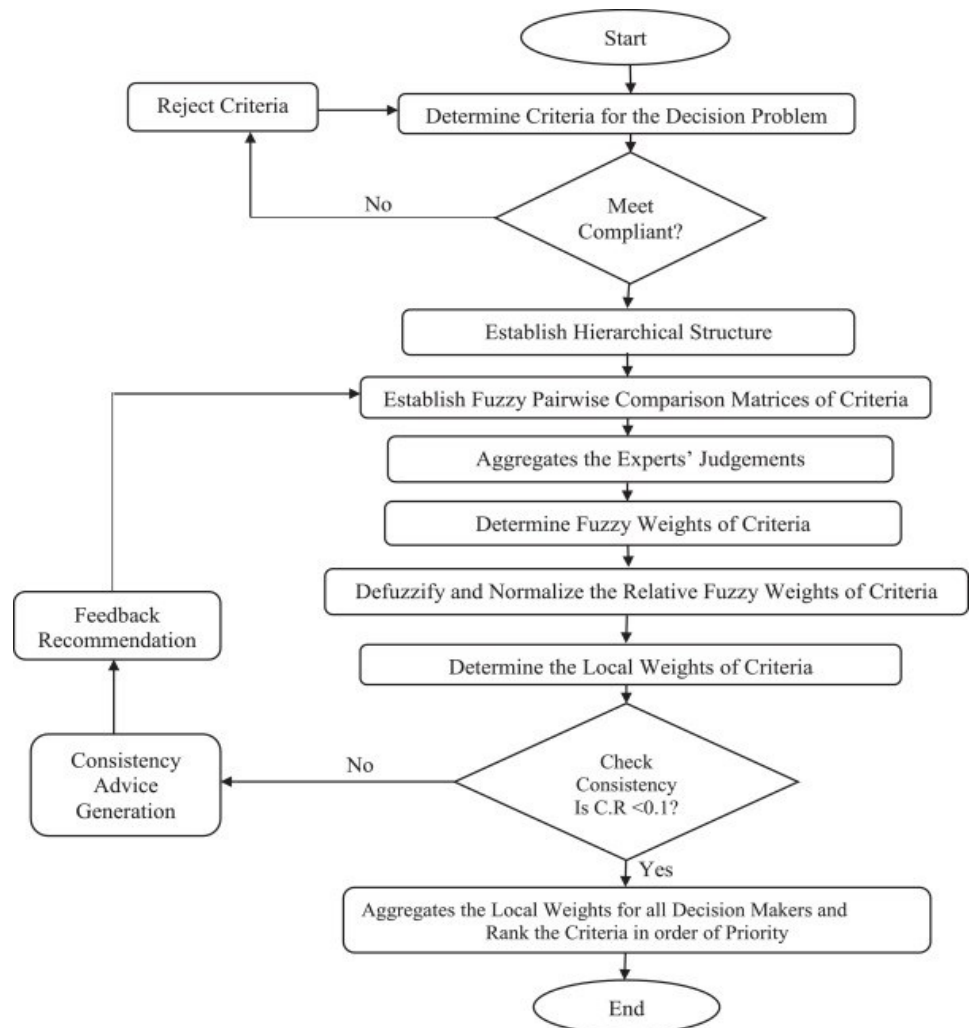 Start
Reject Criteria
Determine Criteria for the Decision Problem
No
Meet
Compliant?
Establish Hierarchical Structure
Establish Fuzzy Pairwise Comparison Matrices of Criteria
Aggregates the Experts’ Judgements
Determine Fuzzy Weights of Criteria
Defuzzify and Normalize the Relative Fuzzy Weights of Criteria
Feedback
Recommendation
Determine the Local Weights of Criteria
Consistency
Advice
Generation
No
Check
Consistency
Is C.R <0.1?
Yes
Aggregates the Local Weights for all Decision Makers and
Rank the Criteria in order of Priority
End